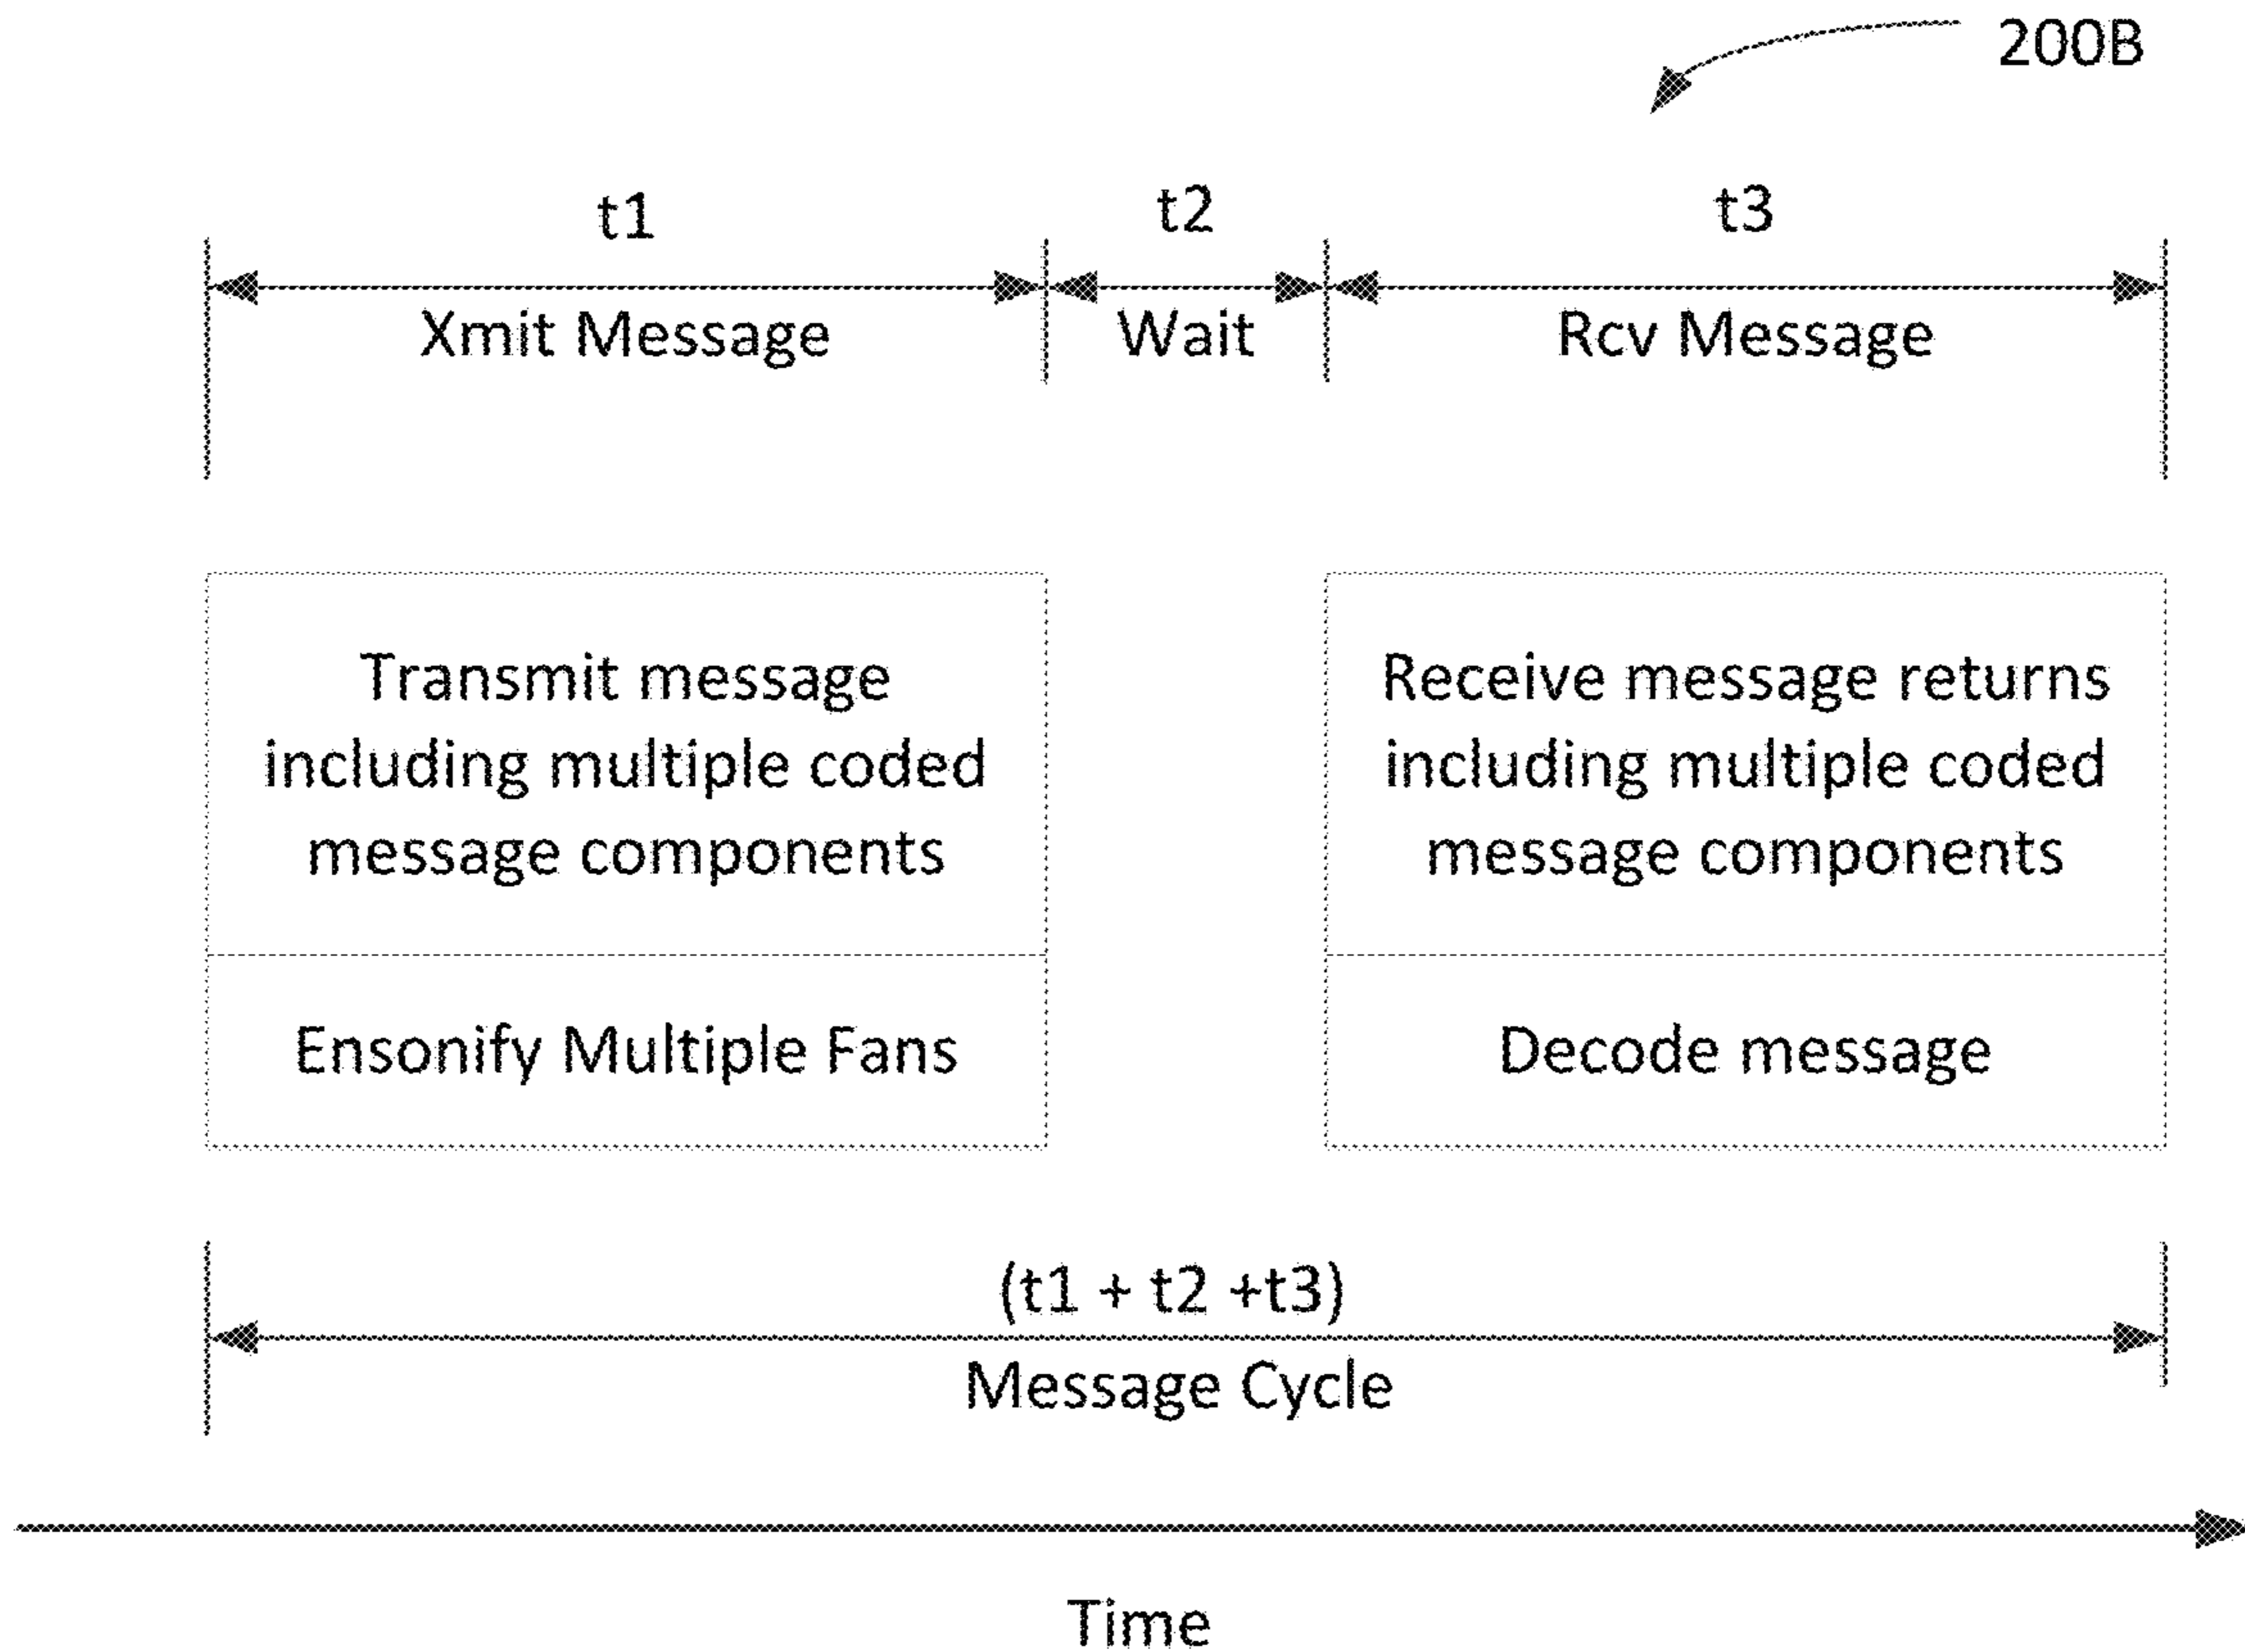 200B
t1
t2
t3
Xmit Message
Wait
Rcv Message
Transmit message
including multiple coded
message components
Ensonify Multiple Fans
Receive message returns
including multiple coded
message components
Decode message
(t1 + t2 +t3)
Message Cycle
Time